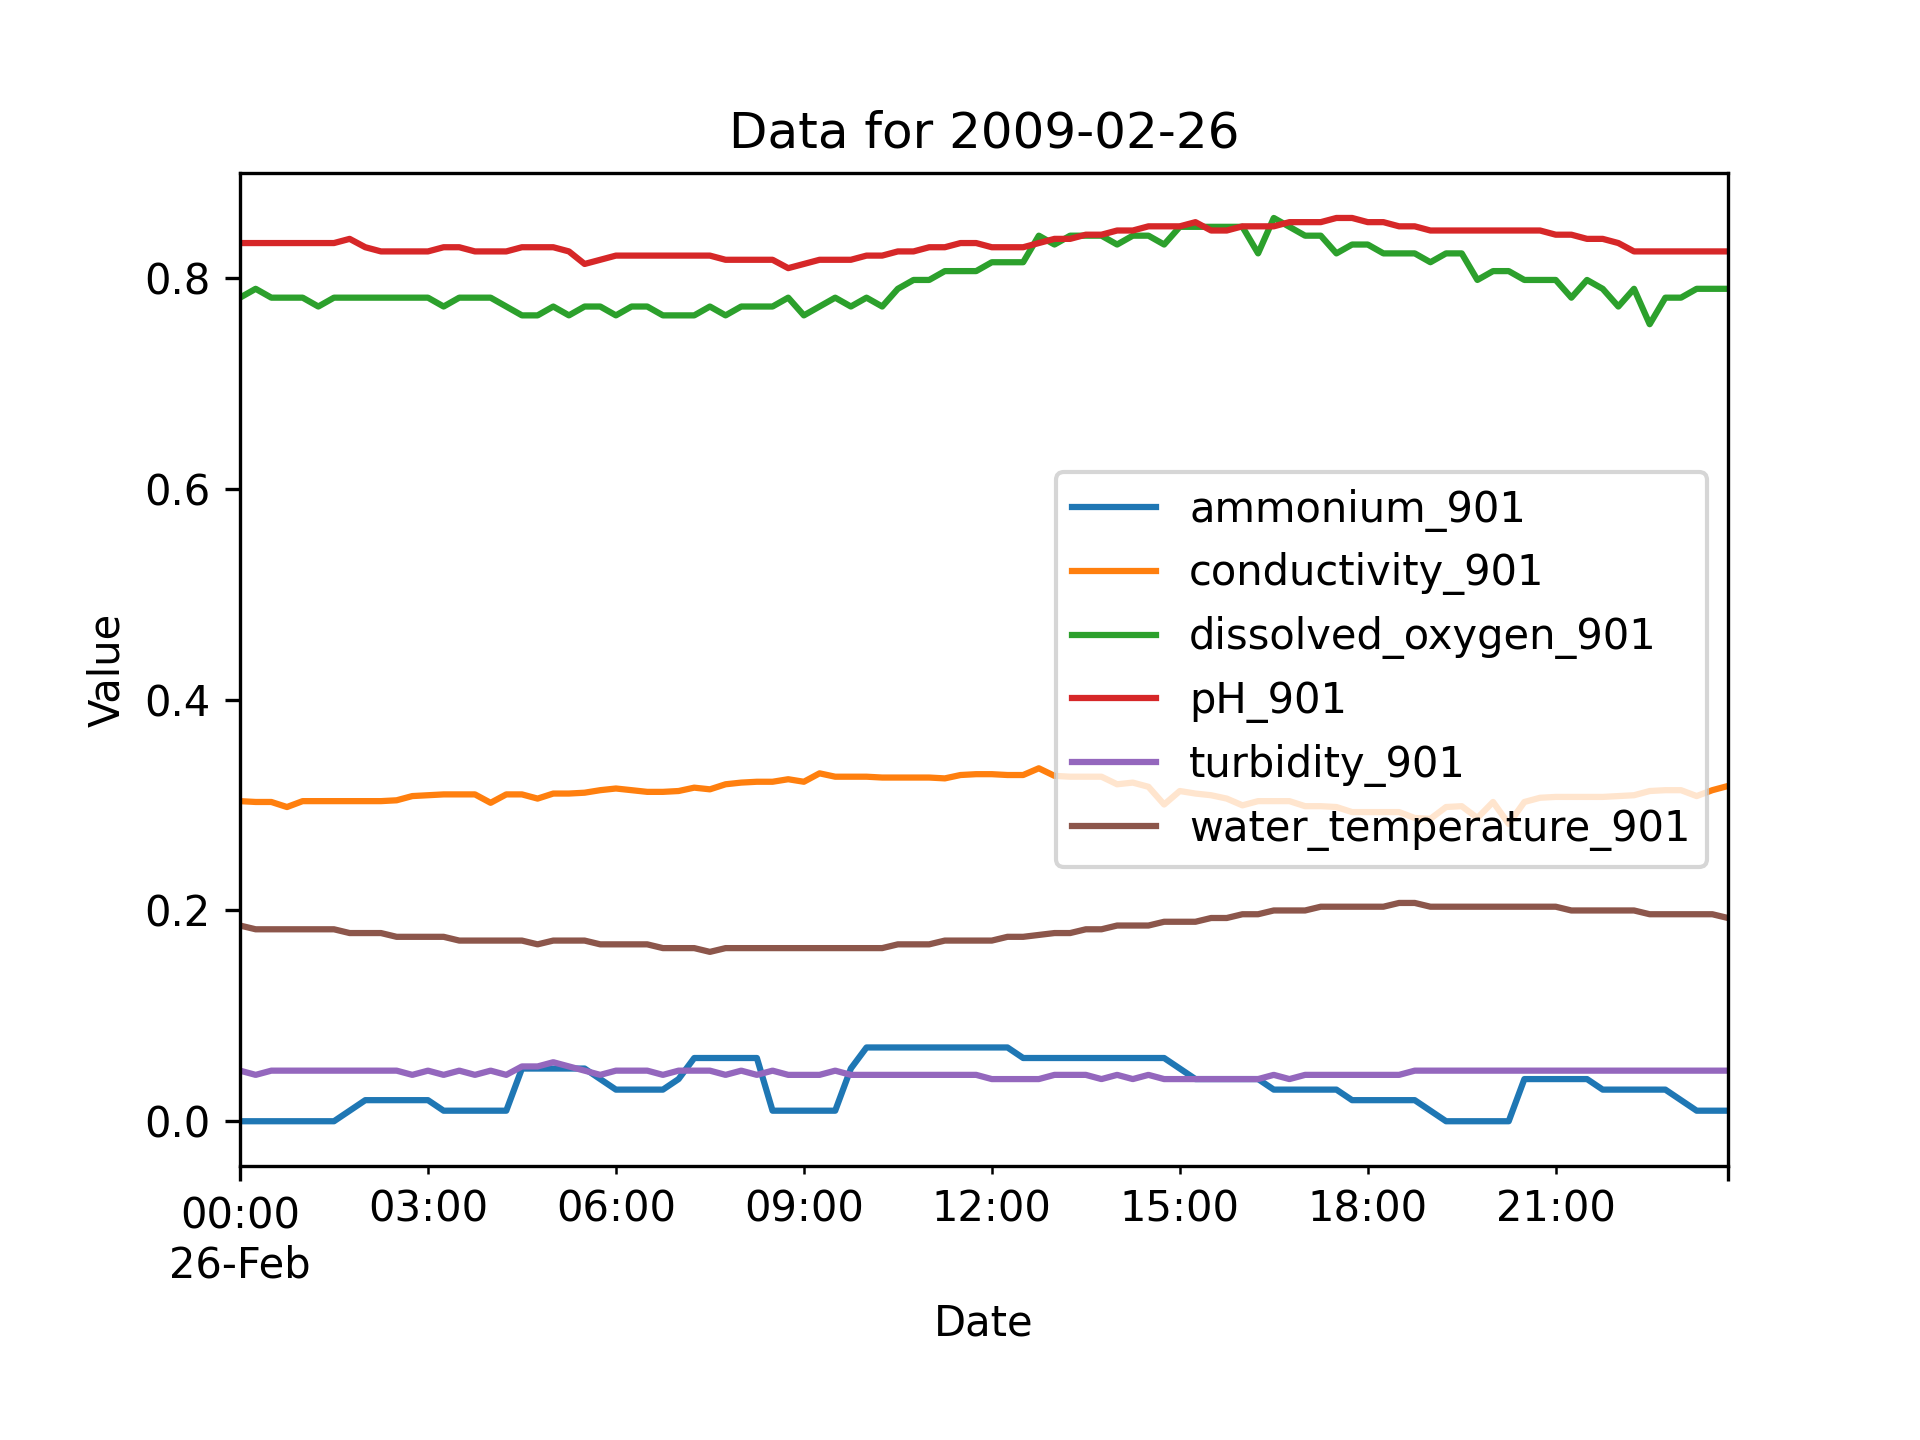 Data for 2009-02-26
Value
0.8
0.6
0.4
0.2
0.0
ammonium_901
conductivity_901
dissolved_oxygen_901
pH_901
turbidity_901
water_temperature_901
00:00 03:00 06:00 09:00 12:00 15:00 18:00 21:00
26-Feb
Date